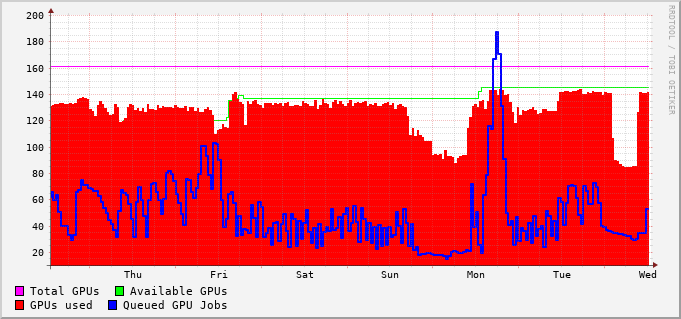 200
180
160
140
120
100
80
60
40
20
Thu Fri Sat Sun Mon Tue Wed
Total GPUs Available GPUs
GPUs used Queued GPU Jobs
RRDTOOL / TOBI OETIKER